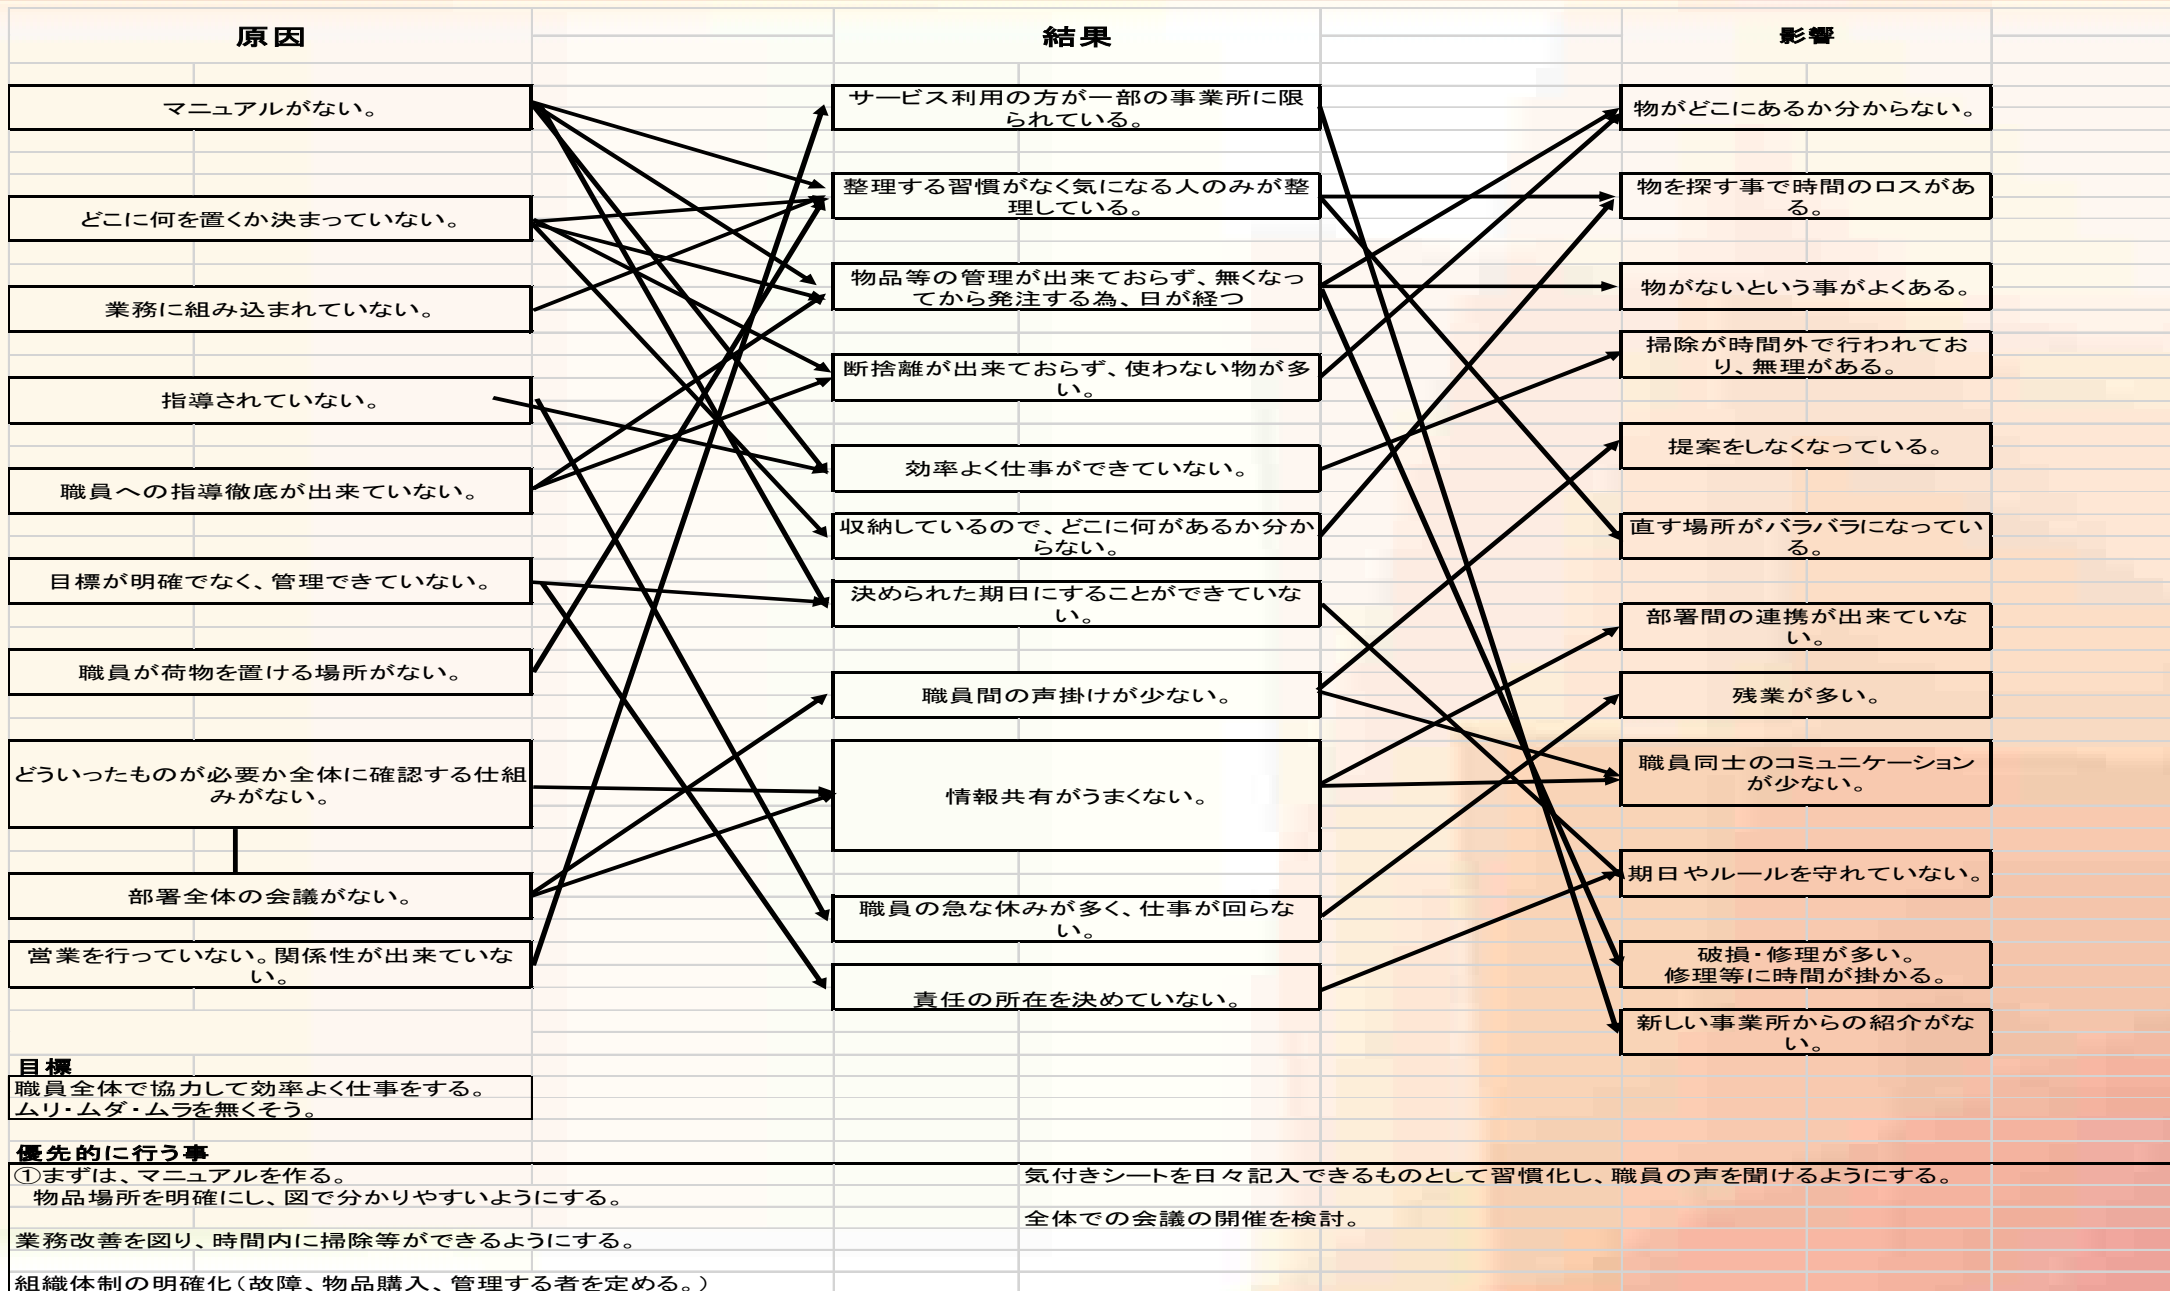 原因
結果
影響
マニュアルがない。
どこに何を置くか決まっていない。
業務に組み込まれていない。
指導されていない。
職員への指導徹底が出来ていない。
目標が明確でなく、管理できていない。
職員が荷物を置ける場所がない。
どういったものが必要か全体に確認する仕組
みがない。
部署全体の会議がない。
営業を行っていない。関係性が出来ていな
い。
サービス利用の方が一部の事業所に限
られている。
整理する習慣がなく気になる人のみが整
理している。
物品等の管理が出来ておらず、無くなっ
てから発注する為、日が経つ
断捨離が出来ておらず、使わない物が多
い。
効率よく仕事ができていない。
収納しているので、どこに何があるか分か
らない。
決められた期日にすることができていな
い。
職員間の声掛けが少ない。
情報共有がうまくない。
職員の急な休みが多く、仕事が回らな
い。
責任の所在を決めていない。
物がどこにあるか分からない。
物を探す事で時間のロスがあ
る。
物がないという事がよくある。
掃除が時間外で行われてお
り、無理がある。
提案をしなくなっている。
直す場所がバラバラになってい
る。
部署間の連携が出来ていな
い。
残業が多い。
職員同士のコミュニケーション
が少ない。
期日やルールを守れていない。
破損・修理が多い。
修理等に時間が掛かる。
新しい事業所からの紹介がな
い。
目標
職員全体で協力して効率よく仕事をする。
ムリ・ムダ・ムラを無くそう。
優先的に行う事
①まずは、マニュアルを作る。
物品場所を明確にし、図で分かりやすいようにする。
業務改善を図り、時間内に掃除等ができるようにする。
組織体制の明確化(故障、物品購入、管理する者を定める。)
気付きシートを日々記入できるものとして習慣化し、職員の声を聞けるようにする。
全体での会議の開催を検討。